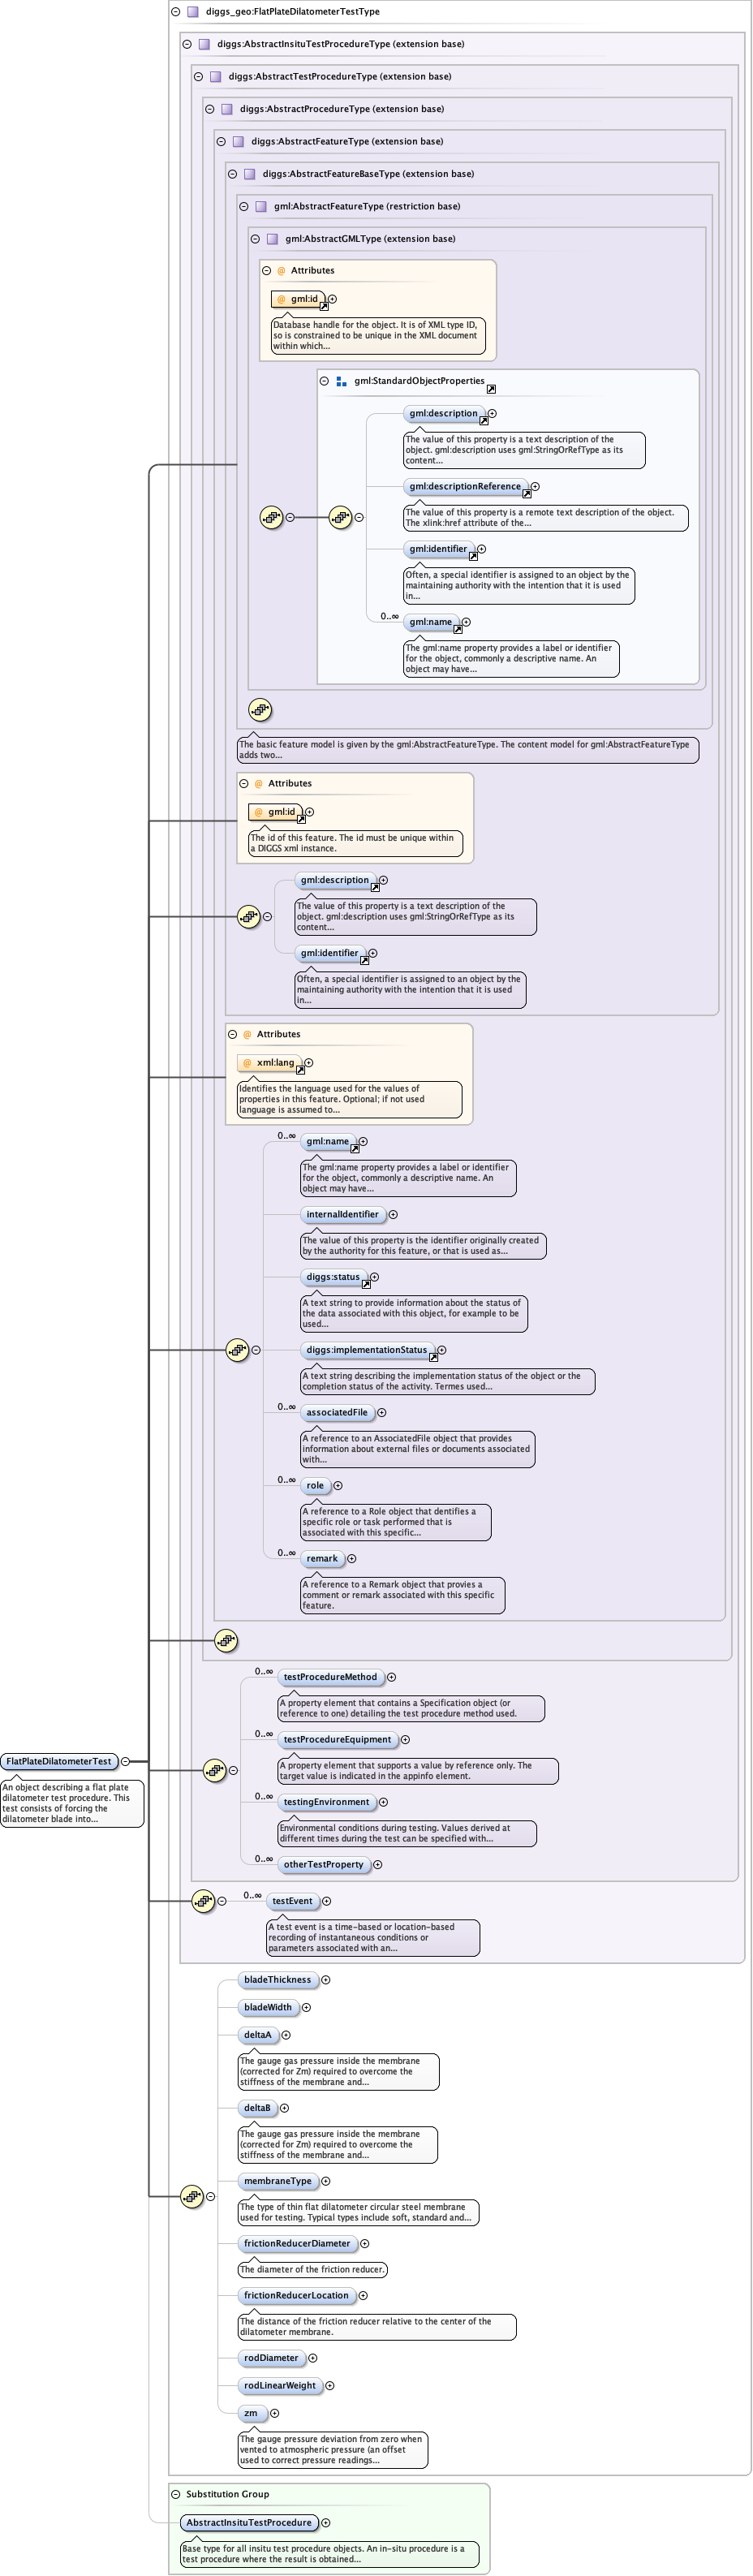 diggs_geo:FlatPlateDilatometerTestType
diggs:AbstractInsituTestProcedureType (extension base)
diggs:AbstractTestProcedureType (extension base)
diggs:AbstractProcedureType (extension base)
diggs:AbstractFeatureType (extension base)
diggs:AbstractFeatureBaseType (extension base)
gml:AbstractFeatureType (restriction base)
gml:AbstractGMLType (extension base)
@ Attributes
@ gml:id
Database handle for the object. It is of XML type ID,
so is constrained to be unique in the XML document
within which...
gml:StandardObjectProperties
gml:description
The value of this property is a text description of the
object. gml:description uses gml:StringOrRefType as its
content...
gml:descriptionReference
The value of this property is a remote text description of the object.
The xlink:href attribute of the...
gml:identifier
Often, a special identifier is assigned to an object by the
maintaining authority with the intention that it is used
in...
0..∞
gml:name
The gml:name property provides a label or identifier
for the object, commonly a descriptive name. An
object may have...
The basic feature model is given by the gml:AbstractFeatureType. The content model for gml:AbstractFeatureType
adds two...
@ Attributes
@ gml:id
The id of this feature. The id must be unique within
a DIGGS xml instance.
gml:description
The value of this property is a text description of the
object. gml:description uses gml:StringOrRefType as its
content...
gml:identifier
Often, a special identifier is assigned to an object by the
maintaining authority with the intention that it is used
in...
@ Attributes
@ xml:lang
Identifies the language used for the values of
properties in this feature. Optional; if not used
language is assumed to...
0..∞
gml:name
The gml:name property provides a label or identifier
for the object, commonly a descriptive name. An
object may have...
internalIdentifier
The value of this property is the identifier originally created
by the authority for this feature, or that is used as...
diggs:status
A text string to provide information about the status of
the data associated with this object, for example to be
used...
diggs:implementationStatus
A text string describing the implementation status of the object or the
completion status of the activity. Termes used...
0..∞
associatedFile
A reference to an AssociatedFile object that provides
information about external files or documents associated
with...
0..∞
role
A reference to a Role object that dentifies a
specific role or task performed that is
associated with this specific...
0..∞
remark
A reference to a Remark object that provies a
comment or remark associated with this specific
feature.
0..∞
testProcedureMethod
A property element that contains a Specification object (or
reference to one) detailing the test procedure method used.
0..∞
testProcedureEquipment
A property element that supports a value by reference only. The
target value is indicated in the appinfo element.
0..∞
testingEnvironment
Environmental conditions during testing. Values derived at
different times during the test can be specified with...
0..∞
otherTestProperty
FlatPlateDilatometerTest
An object describing a flat plate
dilatometer test procedure. This
test consists of forcing the
dilatometer blade into...
0..∞
testEvent
A test event is a time-based or location-based
recording of instantaneous conditions or
parameters associated with an...
bladeThickness
bladeWidth
deltaA
The gauge gas pressure inside the membrane
(corrected for Zm) required to overcome the
stiffness of the membrane and...
deltaB
The gauge gas pressure inside the membrane
(corrected for Zm) required to overcome the
stiffness of the membrane and...
membraneType
The type of thin flat dilatometer circular steel membrane
used for testing. Typical types include soft, standard and...
frictionReducerDiameter
The diameter of the friction reducer.
frictionReducerLocation
The distance of the friction reducer relative to the center of the
dilatometer membrane.
rodDiameter
rodLinearWeight
zm
The gauge pressure deviation from zero when
vented to atmospheric pressure (an offset
used to correct pressure readings...
Substitution Group
AbstractInsituTestProcedure
Base type for all insitu test procedure objects. An in-situ procedure is a
test procedure where the result is obtained...